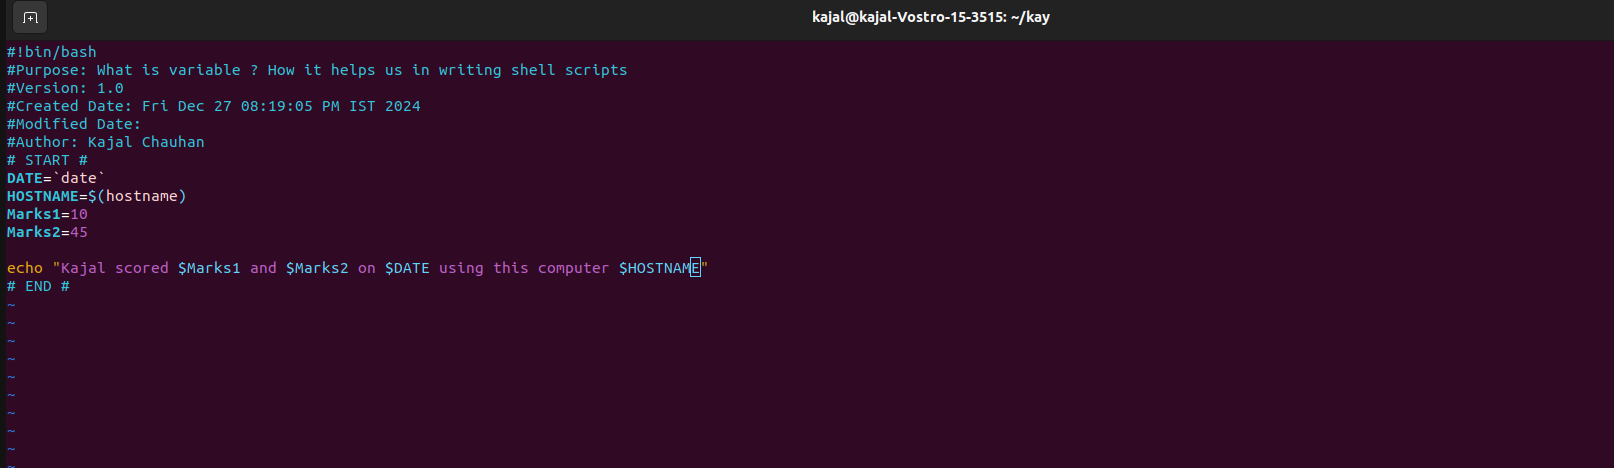 kajal@kajal-Vostro-15-3515: ~/kay
#!bin/bash
#Purpose: What is variable ? How it helps us in writing shell scripts
#Version: 1.0
#Created Date: Fri Dec 27 08:19:05 PM IST 2024
#Modified Date:
#Author: Kajal Chauhan
# START #
DATE=`date`
HOSTNAME=$(hostname)
Marks1=10
Marks2=45
echo "Kajal scored $Marks1 and $Marks2 on $DATE using this computer $HOSTNAME"
# END #
~
~
~
~
~
~
~
~
~
~